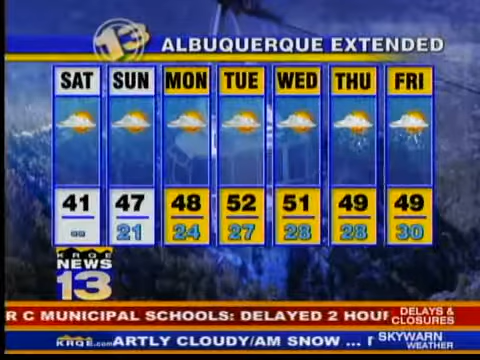 13 ALBUQUERQUE EXTENDED
SAT SUN MON TUE WED THU FRI
41 47 48 52 51 49 49
-- 21 24 27 28 28 30
KRQE
NEWS
13
R C MUNICIPAL SCHOOLS: DELAYED 2 HOU
DELAYS &
CLOSURES
KRQE.com ARTLY CLOUDY/AM SNOW ...
SKYWARN
WEATHER